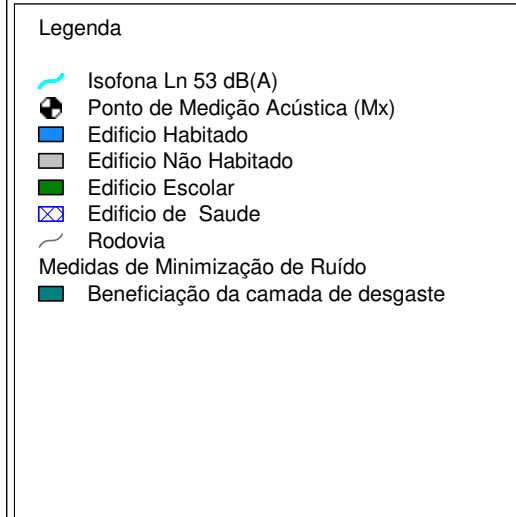 Legenda
Isofona Ln 53 dB(A)
Ponto de Medição Acústica (Mx)
Edificio Habitado
Edificio Não Habitado
Edificio Escolar
Edificio de  Saude
Rodovia
Medidas de Minimização de Ruído
Beneficiação da camada de desgaste